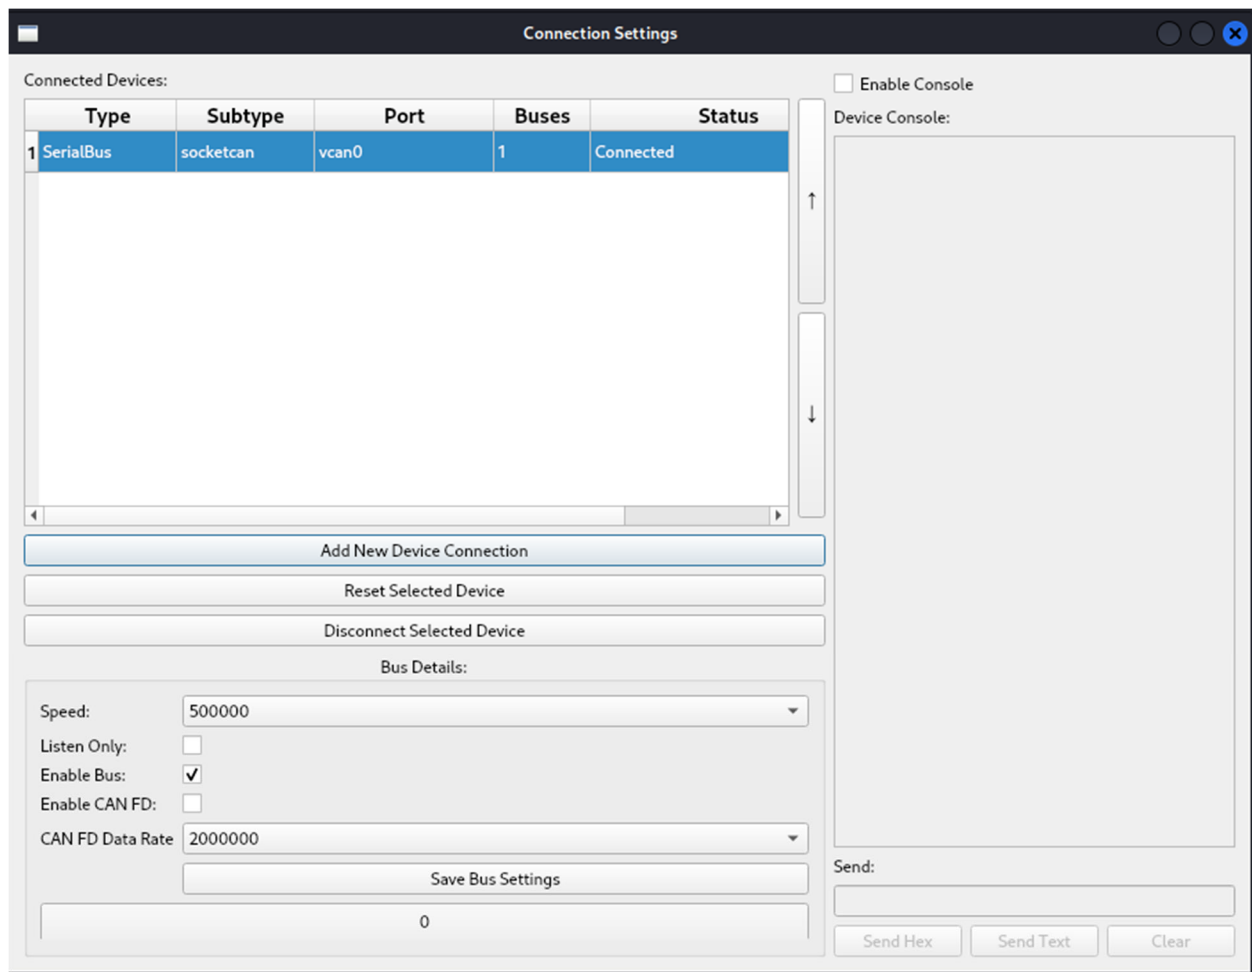 Connection Settings
Connected Devices:
Type Subtype Port Buses Status
1 SerialBus socketcan vcan0 1 Connected
↑
↓
Add New Device Connection
Reset Selected Device
Disconnect Selected Device
Bus Details:
Speed: 500000
Listen Only:
Enable Bus:
Enable CAN FD:
CAN FD Data Rate 2000000
Save Bus Settings
0
Enable Console
Device Console:
Send:
Send Hex Send Text Clear